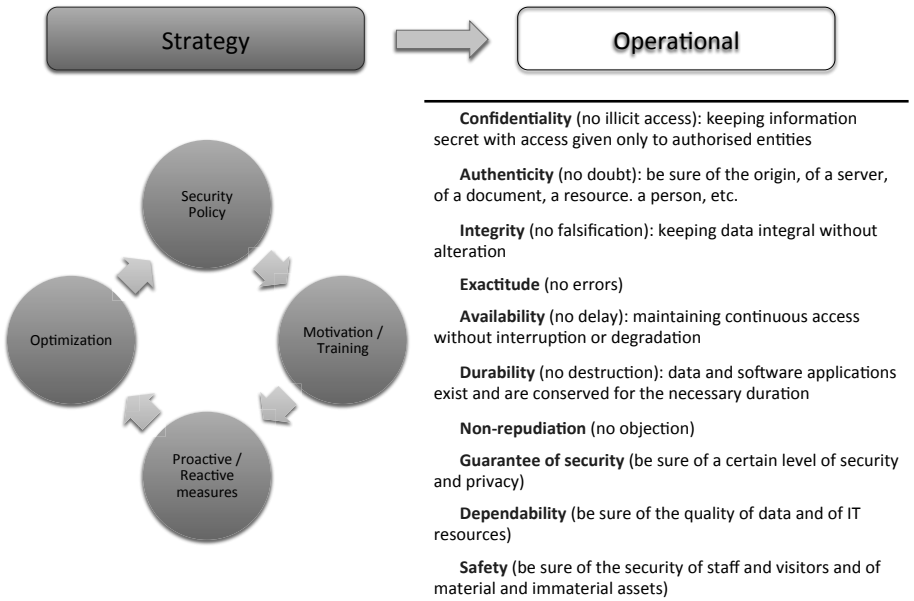 Strategy
Operational
Security
Policy
Motivation /
Training
Proactive /
Reactive
measures
Optimization
Confidentiality (no illicit access): keeping information
secret with access given only to authorised entities
Authenticity (no doubt): be sure of the origin, of a server,
of a document, a resource. a person, etc.
Integrity (no falsification): keeping data integral without
alteration
Exactitude (no errors)
Availability (no delay): maintaining continuous access
without interruption or degradation
Durability (no destruction): data and software applications
exist and are conserved for the necessary duration
Non-repudiation (no objection)
Guarantee of security (be sure of a certain level of security
and privacy)
Dependability (be sure of the quality of data and of IT
resources)
Safety (be sure of the security of staff and visitors and of
material and immaterial assets)